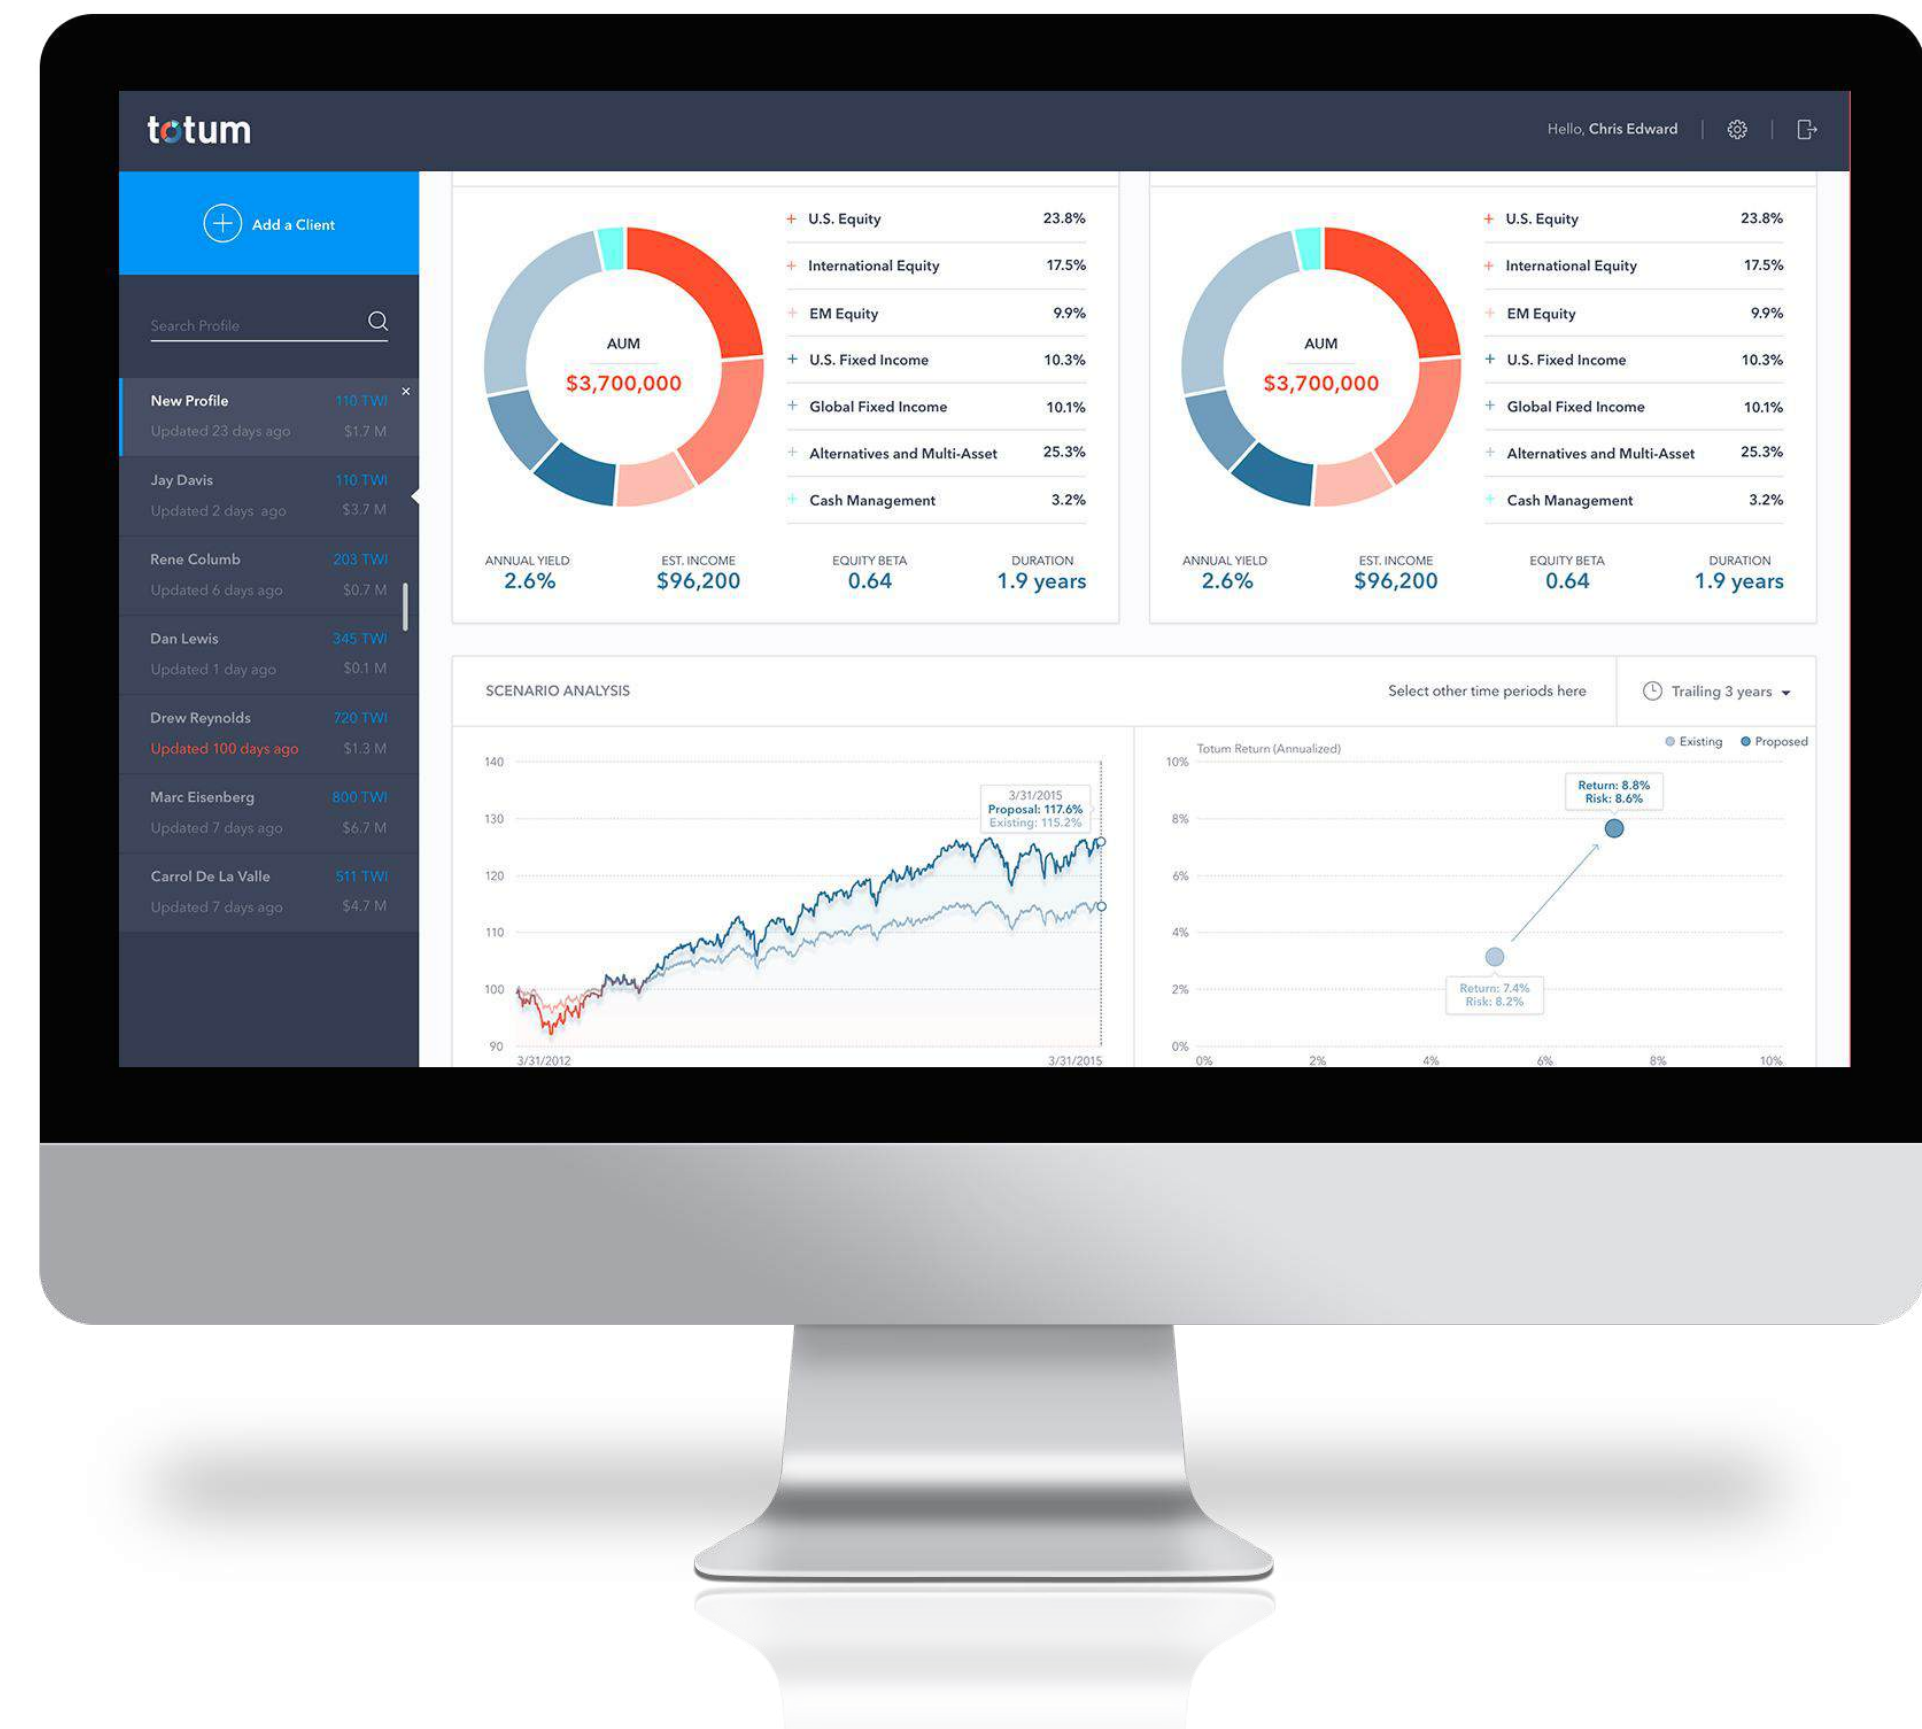 totum
Hello, Chris Edward
Add a Client
Search Profile
New Profile 110 TWI ×
Updated 23 days ago $1.7 M
Jay Davis 110 TWI
Updated 2 days ago $3.7 M
Rene Columb 203 TWI
Updated 6 days ago $0.7 M
Dan Lewis 345 TWI
Updated 1 day ago $0.1 M
Drew Reynolds 720 TWI
Updated 100 days ago $1.3 M
Marc Eisenberg 800 TWI
Updated 7 days ago $6.7 M
Carrol De La Valle 511 TWI
Updated 7 days ago $4.7 M
AUM
$3,700,000
+ U.S. Equity 23.8%
+ International Equity 17.5%
+ EM Equity 9.9%
+ U.S. Fixed Income 10.3%
+ Global Fixed Income 10.1%
+ Alternatives and Multi-Asset 25.3%
+ Cash Management 3.2%
ANNUAL YIELD EST. INCOME EQUITY BETA DURATION
2.6% $96,200 0.64 1.9 years
AUM
$3,700,000
+ U.S. Equity 23.8%
+ International Equity 17.5%
+ EM Equity 9.9%
+ U.S. Fixed Income 10.3%
+ Global Fixed Income 10.1%
+ Alternatives and Multi-Asset 25.3%
+ Cash Management 3.2%
ANNUAL YIELD EST. INCOME EQUITY BETA DURATION
2.6% $96,200 0.64 1.9 years
SCENARIO ANALYSIS Select other time periods here Trailing 3 years
140
130
120
110
100
90
3/31/2015
Proposal: 117.6%
Existing: 115.2%
3/31/2012 3/31/2015
Totum Return (Annualized) Existing Proposed
10%
8%
6%
4%
2%
0%
Return: 8.8%
Risk: 8.6%
Return: 7.4%
Risk: 8.2%
0% 2% 4% 6% 8% 10%